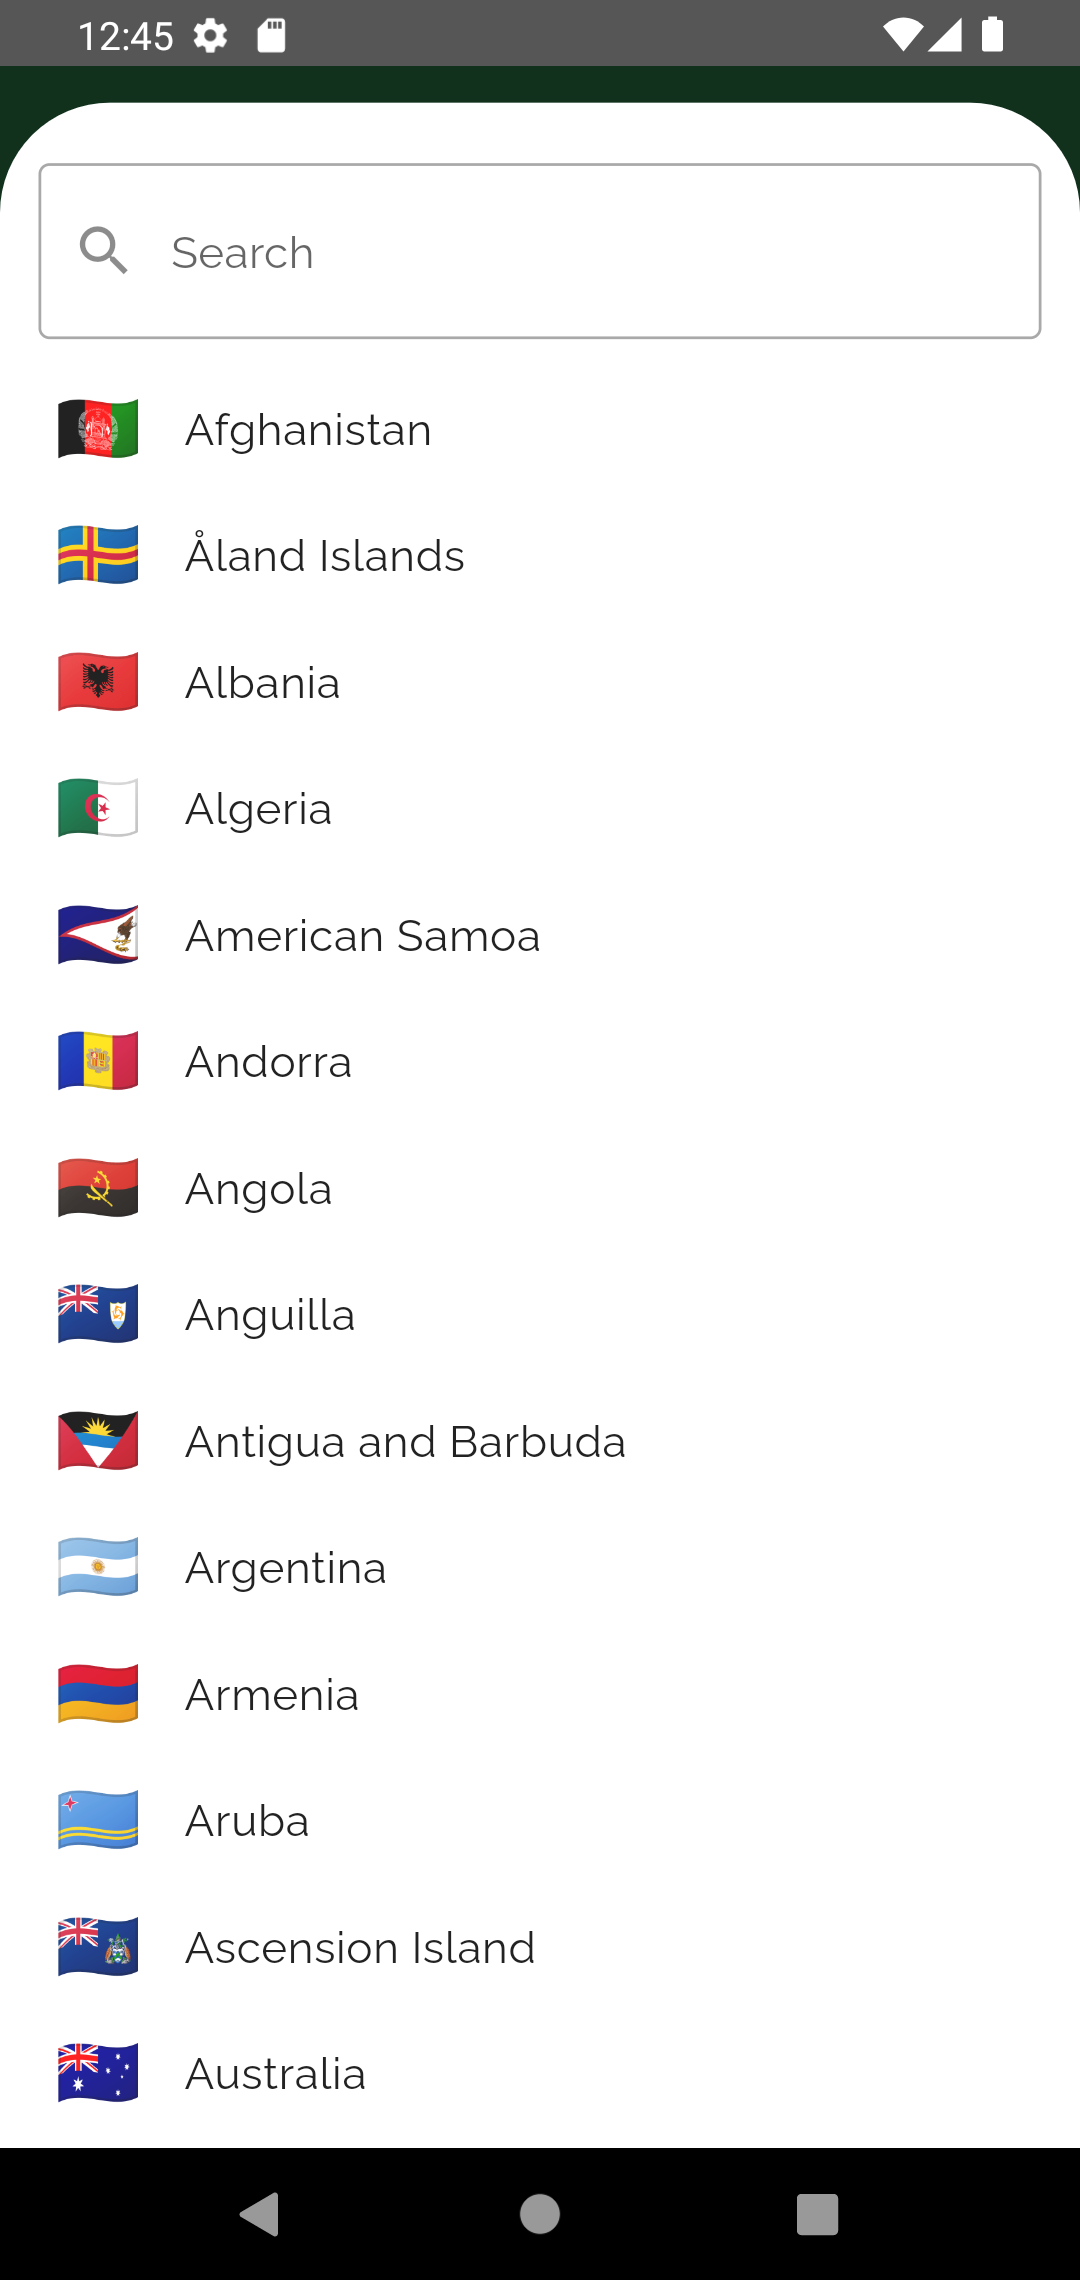 12:45
Search
Afghanistan
Åland Islands
Albania
Algeria
American Samoa
Andorra
Angola
Anguilla
Antigua and Barbuda
Argentina
Armenia
Aruba
Ascension Island
Australia